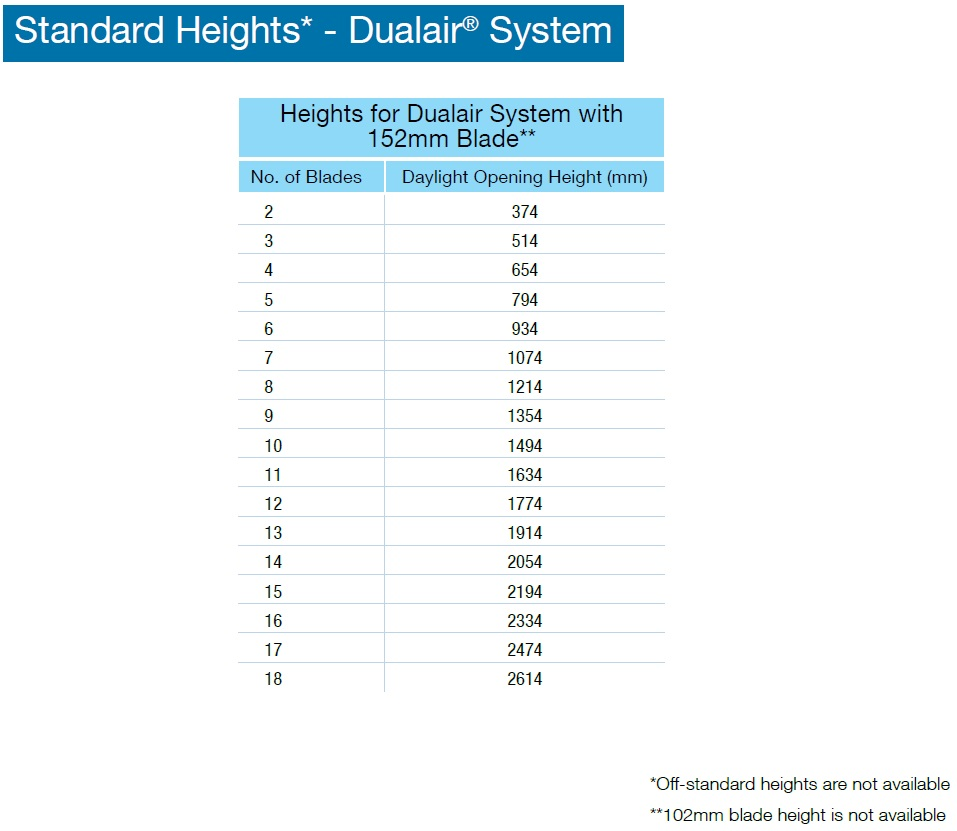 Standard Heights* - Dualair® System
Heights for Dualair System with
152mm Blade**
No. of Blades Daylight Opening Height (mm)
2 374
3 514
4 654
5 794
6 934
7 1074
8 1214
9 1354
10 1494
11 1634
12 1774
13 1914
14 2054
15 2194
16 2334
17 2474
18 2614
*Off-standard heights are not available
**102mm blade height is not available